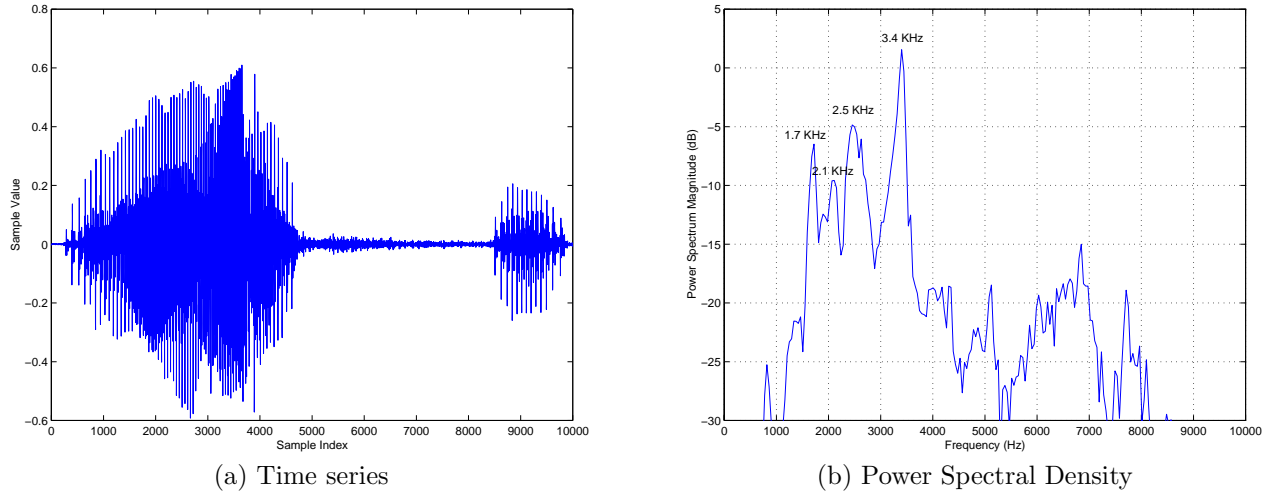 0.8
0.6
0.4
0.2
0
−0.2
−0.4
−0.6
Sample Value
0 1000 2000 3000 4000 5000 6000 7000 8000 9000 10000
Sample Index
(a) Time series
5
0
−5
−10
−15
−20
−25
−30
Power Spectrum Magnitude (dB)
3.4 KHz
2.5 KHz
1.7 KHz
2.1 KHz
0 1000 2000 3000 4000 5000 6000 7000 8000 9000 10000
Frequency (Hz)
(b) Power Spectral Density